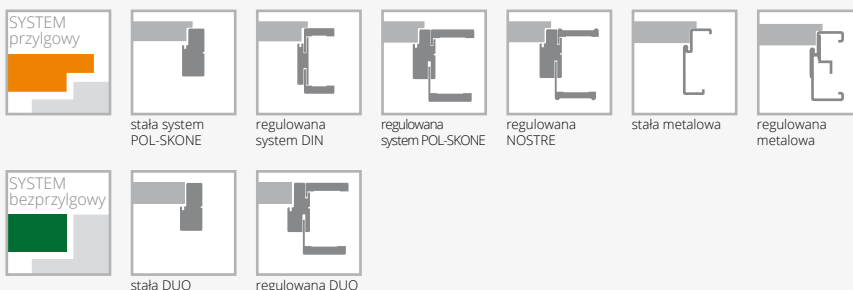 SYSTEM
przylgowy
stała system
POL-SKONE
regulowana
system DIN
regulowana
system POL-SKONE
regulowana
NOSTRE
stała metalowa
regulowana
metalowa
SYSTEM
bezprzylgowy
stała DUO
regulowana DUO